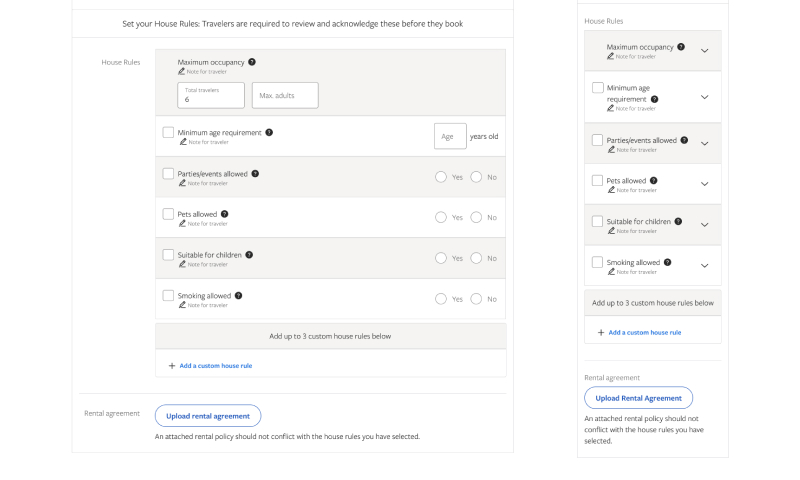 Set your House Rules: Travelers are required to review and acknowledge these before they book
House Rules
Maximum occupancy ?
Note for traveler
Total travelers
6
Max. adults
Minimum age requirement ?
Note for traveler
Age
years old
Parties/events allowed ?
Note for traveler
Yes No
Pets allowed ?
Note for traveler
Yes No
Suitable for children ?
Note for traveler
Yes No
Smoking allowed ?
Note for traveler
Yes No
Add up to 3 custom house rules below
+ Add a custom house rule
Rental agreement
Upload rental agreement
An attached rental policy should not conflict with the house rules you have selected.
House Rules
Maximum occupancy ?
Note for traveler
Minimum age
requirement ?
Note for traveler
Parties/events allowed ?
Note for traveler
Pets allowed ?
Note for traveler
Suitable for children ?
Note for traveler
Smoking allowed ?
Note for traveler
Add up to 3 custom house rules below
+ Add a custom house rule
Rental agreement
Upload Rental Agreement
An attached rental policy should not
conflict with the house rules you have
selected.